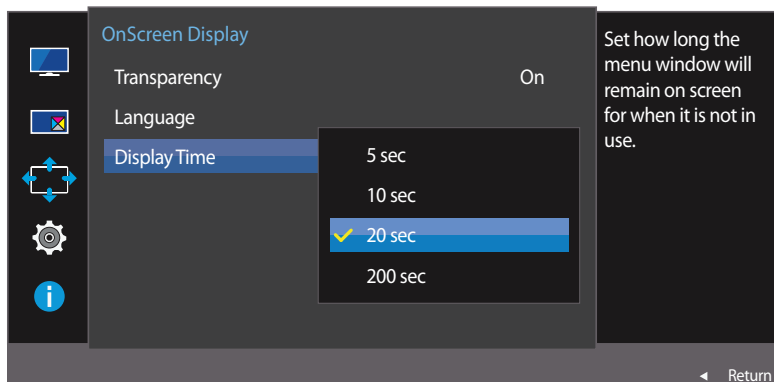 OnScreen Display
Transparency On
Language
Display Time
5 sec
10 sec
20 sec
200 sec
Set how long the
menu window will
remain on screen
for when it is not in
use.
Return